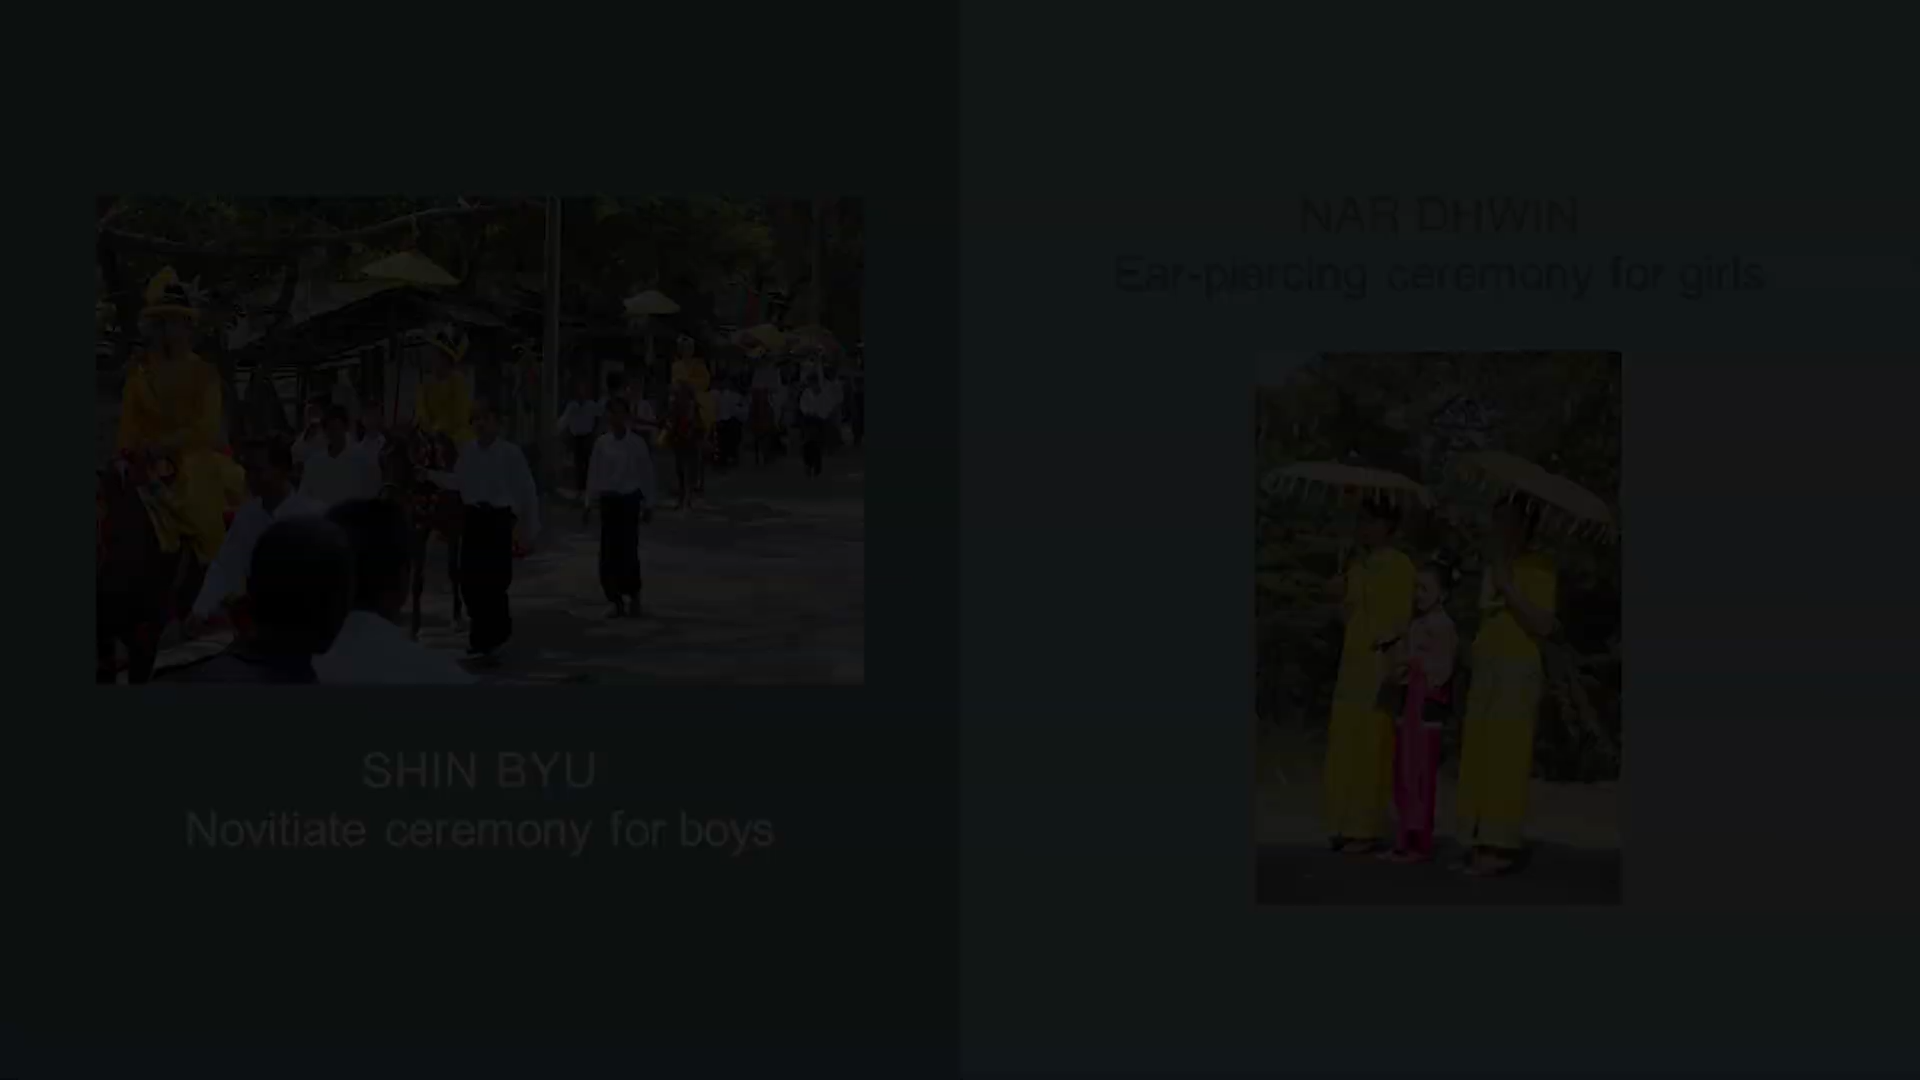 SHIN BYU
Novitiate ceremony for boys
NAR DHWIN
Ear-piercing ceremony for girls